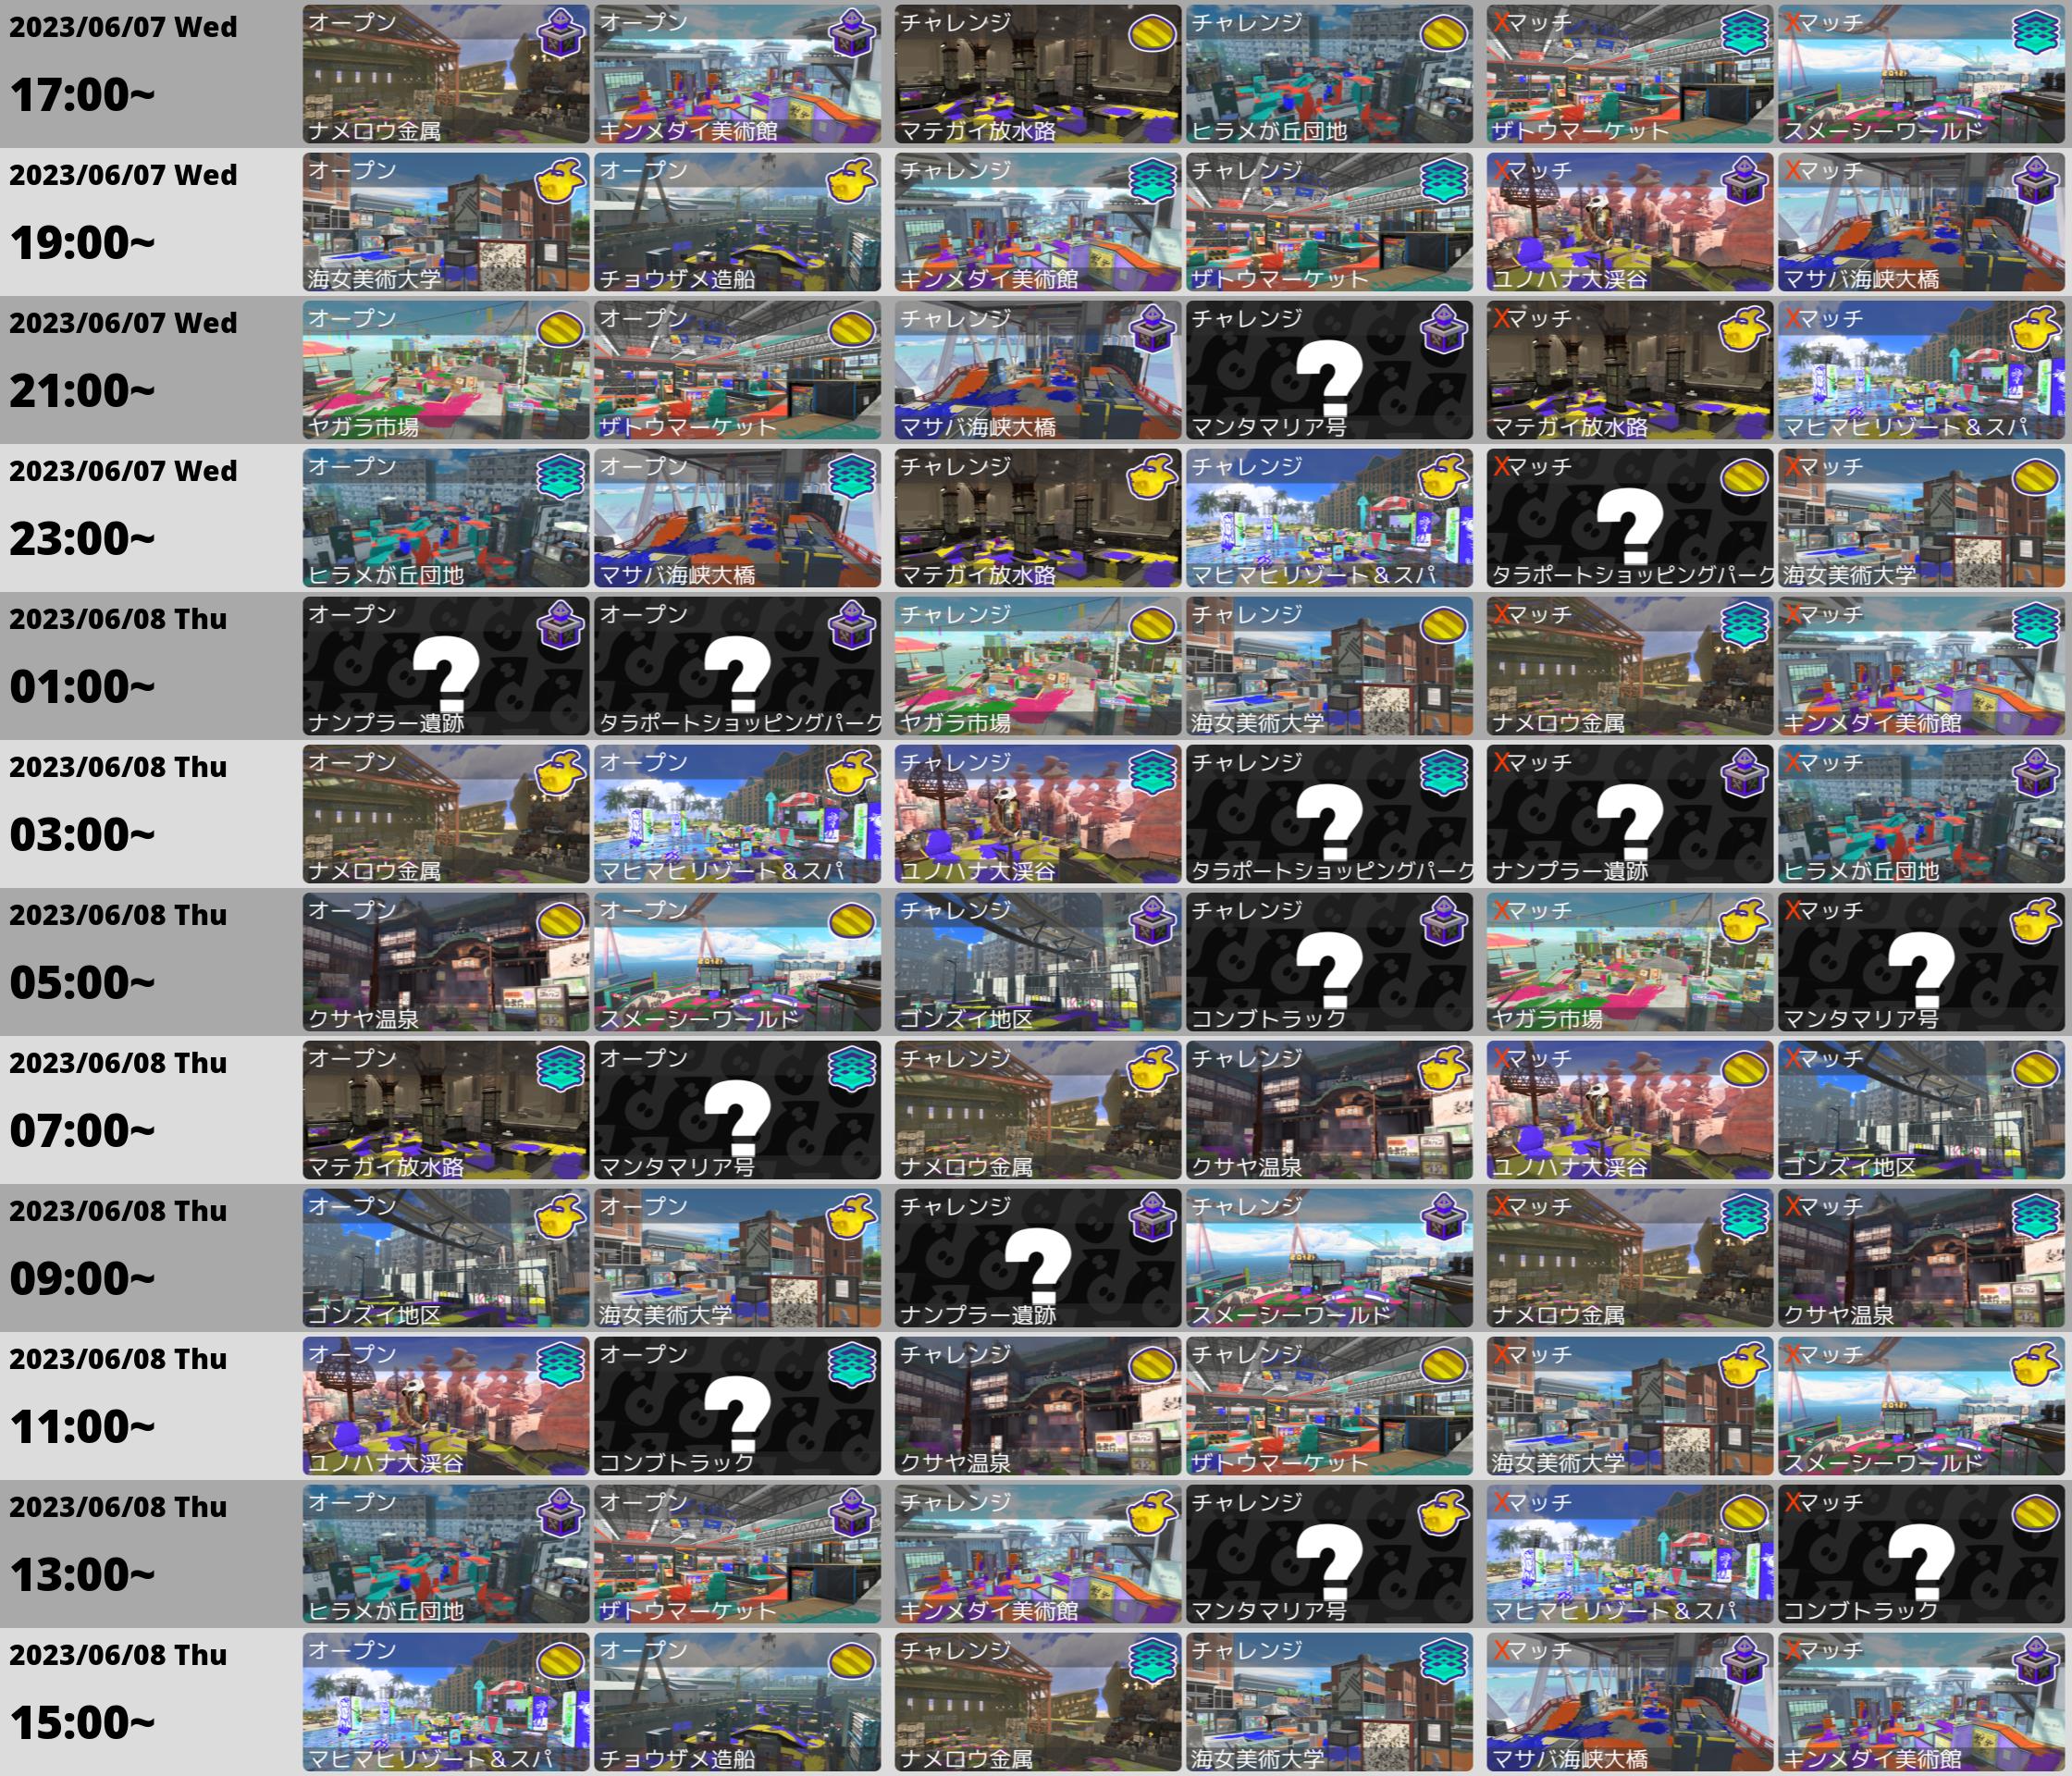 2023/06/07 Wed
17:00~
オープン オープン チャレンジ チャレンジ Xマッチ Xマッチ
ナメロウ金属 キンメダイ美術館 マテガイ放水路 ヒラメが丘団地 ザトウマーケット スメーシーワールド
2023/06/07 Wed
19:00~
オープン オープン チャレンジ チャレンジ Xマッチ Xマッチ
海女美術大学 チョウザメ造船 キンメダイ美術館 ザトウマーケット ユノハナ大渓谷 マサバ海峡大橋
2023/06/07 Wed
21:00~
オープン オープン チャレンジ チャレンジ Xマッチ Xマッチ
?
ヤガラ市場 ザトウマーケット マサバ海峡大橋 マンタマリア号 マテガイ放水路 マヒマヒリゾート＆スパ
2023/06/07 Wed
23:00~
オープン オープン チャレンジ チャレンジ Xマッチ Xマッチ
?
ヒラメが丘団地 マサバ海峡大橋 マテガイ放水路 マヒマヒリゾート＆スパ タラポートショッピングパーク 海女美術大学
2023/06/08 Thu
01:00~
オープン オープン チャレンジ チャレンジ Xマッチ Xマッチ
? ?
ナンプラー遺跡 タラポートショッピングパーク ヤガラ市場 海女美術大学 ナメロウ金属 キンメダイ美術館
2023/06/08 Thu
03:00~
オープン オープン チャレンジ チャレンジ Xマッチ Xマッチ
? ?
ナメロウ金属 マヒマヒリゾート＆スパ ユノハナ大渓谷 タラポートショッピングパーク ナンプラー遺跡 ヒラメが丘団地
2023/06/08 Thu
05:00~
オープン オープン チャレンジ チャレンジ Xマッチ Xマッチ
? ?
クサヤ温泉 スメーシーワールド ゴンズイ地区 コンブトラック ヤガラ市場 マンタマリア号
2023/06/08 Thu
07:00~
オープン オープン チャレンジ チャレンジ Xマッチ Xマッチ
?
マテガイ放水路 マンタマリア号 ナメロウ金属 クサヤ温泉 ユノハナ大渓谷 ゴンズイ地区
2023/06/08 Thu
09:00~
オープン オープン チャレンジ チャレンジ Xマッチ Xマッチ
?
ゴンズイ地区 海女美術大学 ナンプラー遺跡 スメーシーワールド ナメロウ金属 クサヤ温泉
2023/06/08 Thu
11:00~
オープン オープン チャレンジ チャレンジ Xマッチ Xマッチ
?
ユノハナ大渓谷 コンブトラック クサヤ温泉 ザトウマーケット 海女美術大学 スメーシーワールド
2023/06/08 Thu
13:00~
オープン オープン チャレンジ チャレンジ Xマッチ Xマッチ
? ?
ヒラメが丘団地 ザトウマーケット キンメダイ美術館 マンタマリア号 マヒマヒリゾート＆スパ コンブトラック
2023/06/08 Thu
15:00~
オープン オープン チャレンジ チャレンジ Xマッチ Xマッチ
マヒマヒリゾート＆スパ チョウザメ造船 ナメロウ金属 海女美術大学 マサバ海峡大橋 キンメダイ美術館